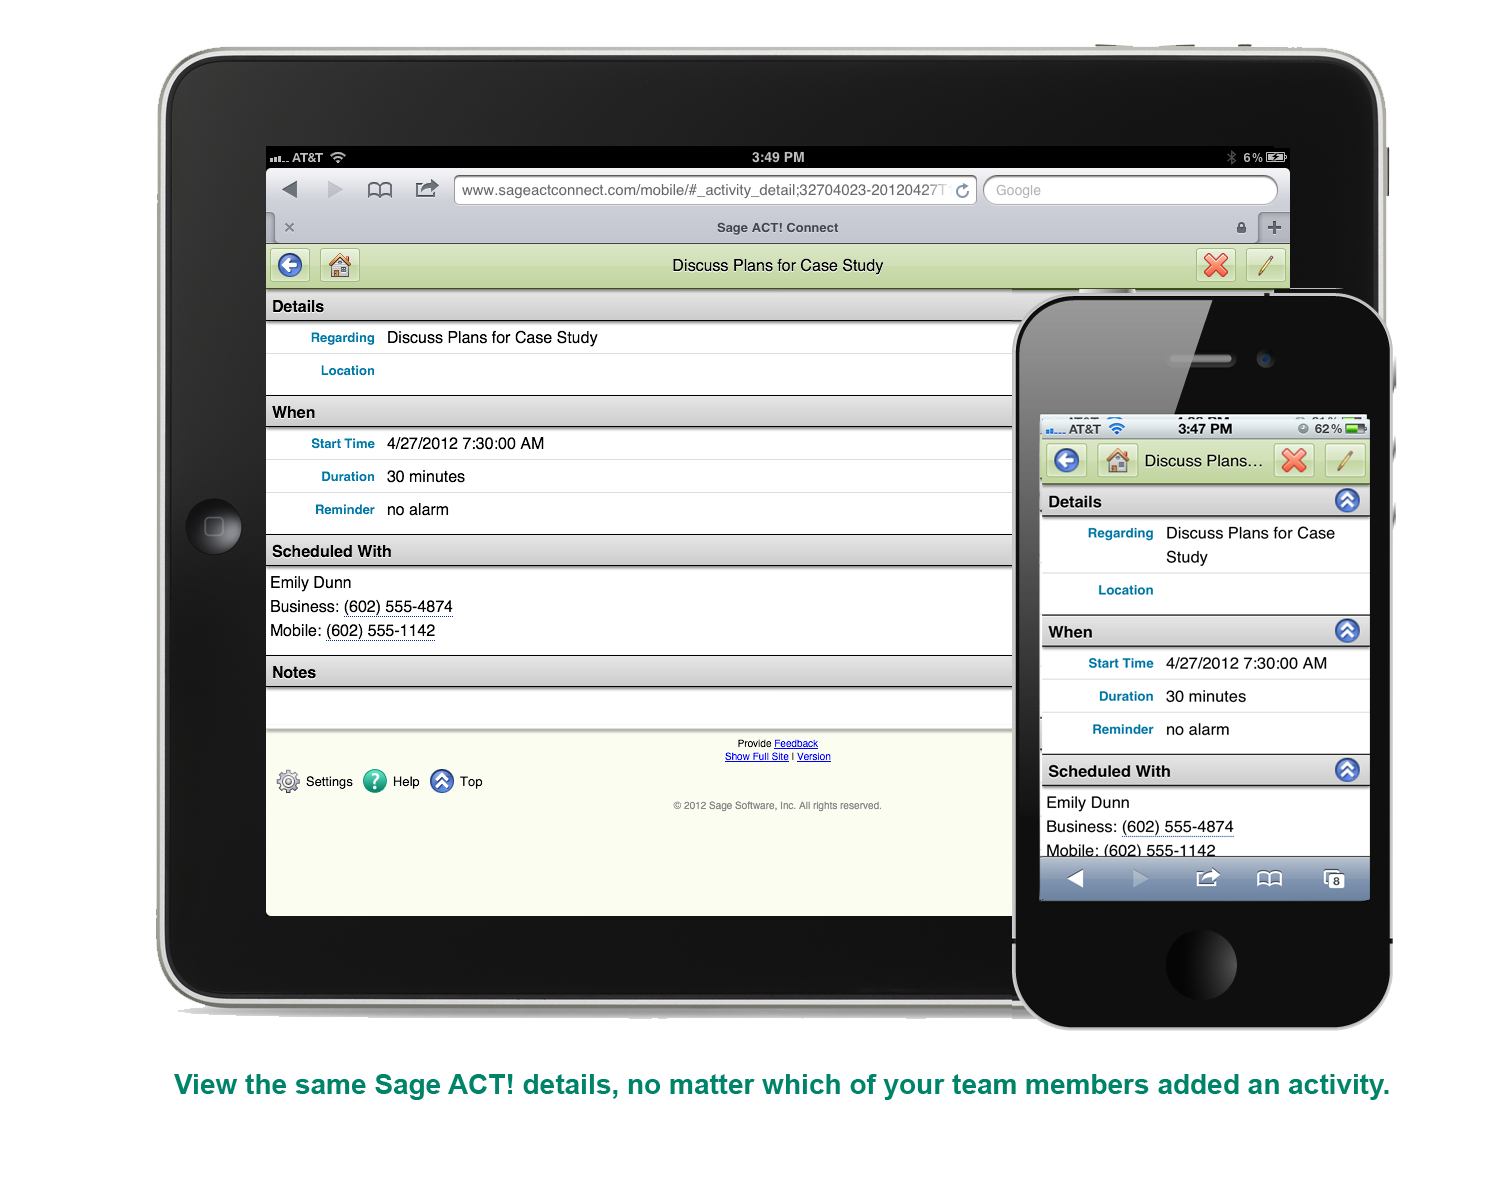 AT&T
3:49 PM
6%
www.sageactconnect.com/mobile/#_activity_detail;32704023-20120427T
Google
Sage ACT! Connect
Discuss Plans for Case Study
Details
Regarding Discuss Plans for Case Study
Location
When
Start Time 4/27/2012 7:30:00 AM
Duration 30 minutes
Reminder no alarm
Scheduled With
Emily Dunn
Business: (602) 555-4874
Mobile: (602) 555-1142
Notes
Provide Feedback
Show Full Site | Version
Settings ? Help Top
© 2012 Sage Software, Inc. All rights reserved.
AT&T 3:47 PM 62%
Discuss Plans...
Details
Regarding Discuss Plans for Case
Study
Location
When
Start Time 4/27/2012 7:30:00 AM
Duration 30 minutes
Reminder no alarm
Scheduled With
Emily Dunn
Business: (602) 555-4874
Mobile: (602) 555-1142
8
View the same Sage ACT! details, no matter which of your team members added an activity.